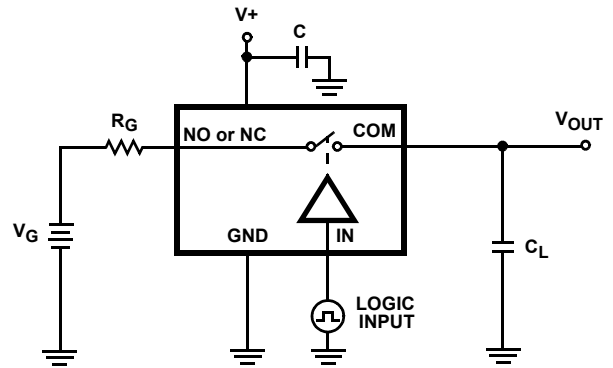 V+
C
RG
NO or NC
COM
VOUT
VG
GND
IN
CL
LOGIC
INPUT